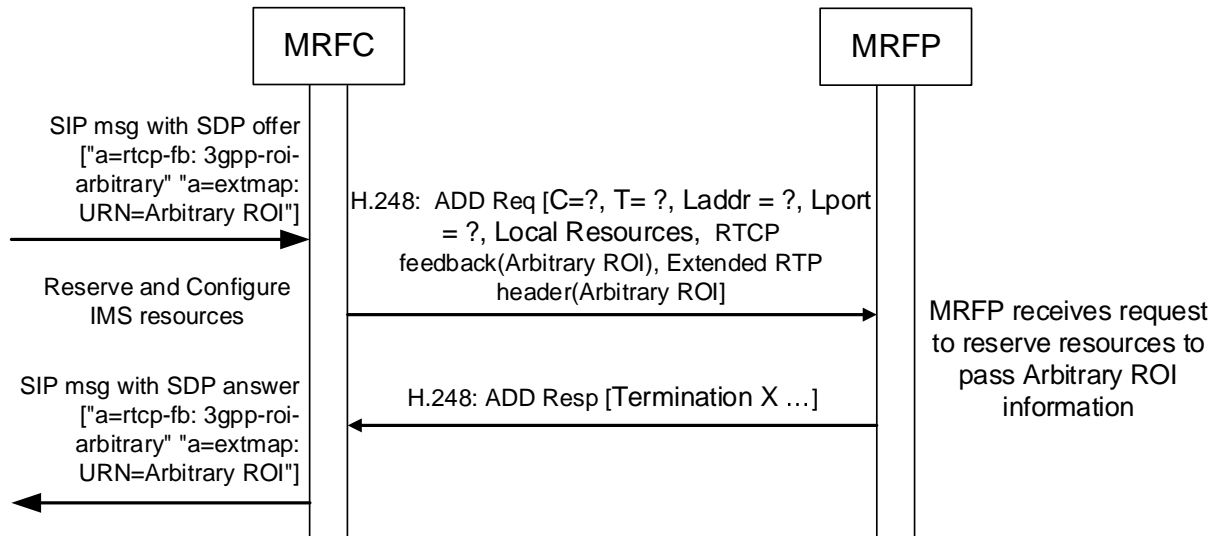 MRFC
MRFP
SIP msg with SDP offer
["a=rtcp-fb: 3gpp-roi-
arbitrary" "a=extmap:
URN=Arbitrary ROI"]
H.248: ADD Req [C=?, T= ?, Laddr = ?, Lport
= ?, Local Resources, RTCP
feedback(Arbitrary ROI), Extended RTP
header(Arbitrary ROI]
Reserve and Configure
IMS resources
MRFP receives request
to reserve resources to
pass Arbitrary ROI
information
SIP msg with SDP answer
["a=rtcp-fb: 3gpp-roi-
arbitrary" "a=extmap:
URN=Arbitrary ROI"]
H.248: ADD Resp [Termination X …]